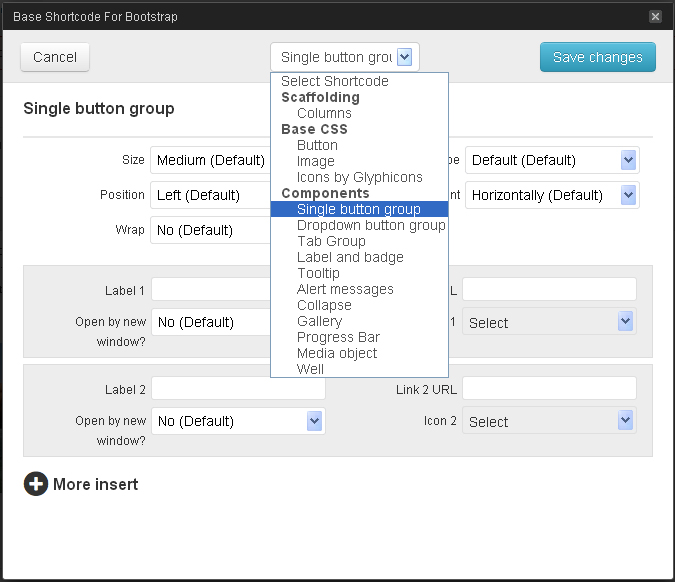 Base Shortcode For Bootstrap
Cancel
Single button grou
Save changes
Select Shortcode
Scaffolding
Columns
Base CSS
Button
Image
Icons by Glyphicons
Components
Single button group
Dropdown button group
Tab Group
Label and badge
Tooltip
Alert messages
Collapse
Gallery
Progress Bar
Media object
Well
Single button group
Size Medium (Default)
Default (Default)
Position Left (Default)
Horizontally (Default)
Wrap No (Default)
Label 1
L
Open by new window?
No (Default)
1 Select
Label 2
Link 2 URL
Open by new window?
No (Default)
Icon 2 Select
More insert